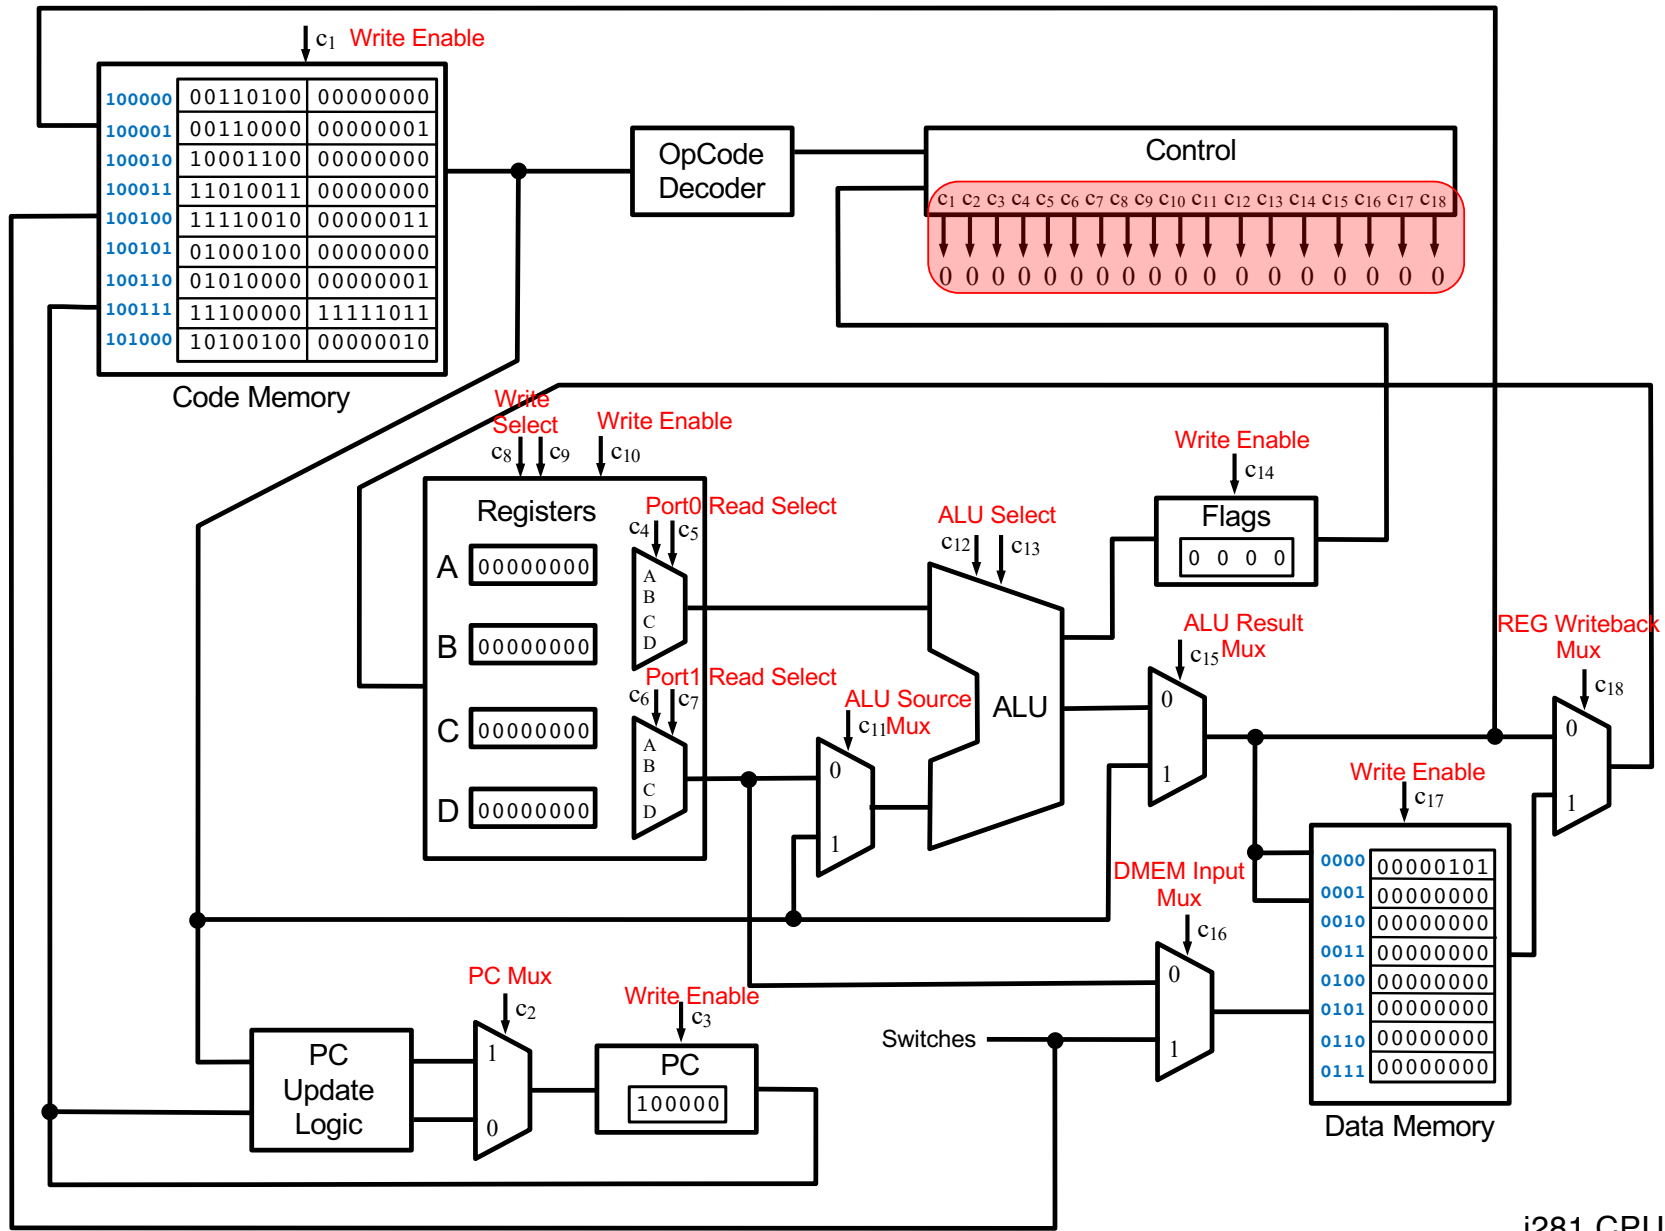 c1 Write Enable
100000 00110100 00000000
100001 00110000 00000001
100010 10001100 00000000
100011 11010011 00000000
100100 11110010 00000011
100101 01000100 00000000
100110 01010000 00000001
100111 11100000 11111011
101000 10100100 00000010
Code Memory
OpCode
Decoder
Control
c1 c2 c3 c4 c5 c6 c7 c8 c9 c10 c11 c12 c13 c14 c15 c16 c17 c18
0 0 0 0 0 0 0 0 0 0 0 0 0 0 0 0 0 0
Write
Select
c8 c9
Write Enable
c10
Registers
A 00000000
B 00000000
C 00000000
D 00000000
Port0 Read Select
c4 c5
A
B
C
D
Port1 Read Select
c6 c7
A
B
C
D
ALU Source
Mux
c11
0
1
ALU Select
c12 c13
ALU
Write Enable
c14
Flags
0 0 0 0
ALU Result
Mux
c15
0
1
REG Writeback
Mux
c18
0
1
Write Enable
c17
0000 00000101
0001 00000000
0010 00000000
0011 00000000
0100 00000000
0101 00000000
0110 00000000
0111 00000000
Data Memory
DMEM Input
Mux
c16
0
1
Switches
PC Mux
c2
1
0
Write Enable
c3
PC
100000
PC
Update
Logic
i281 CPU